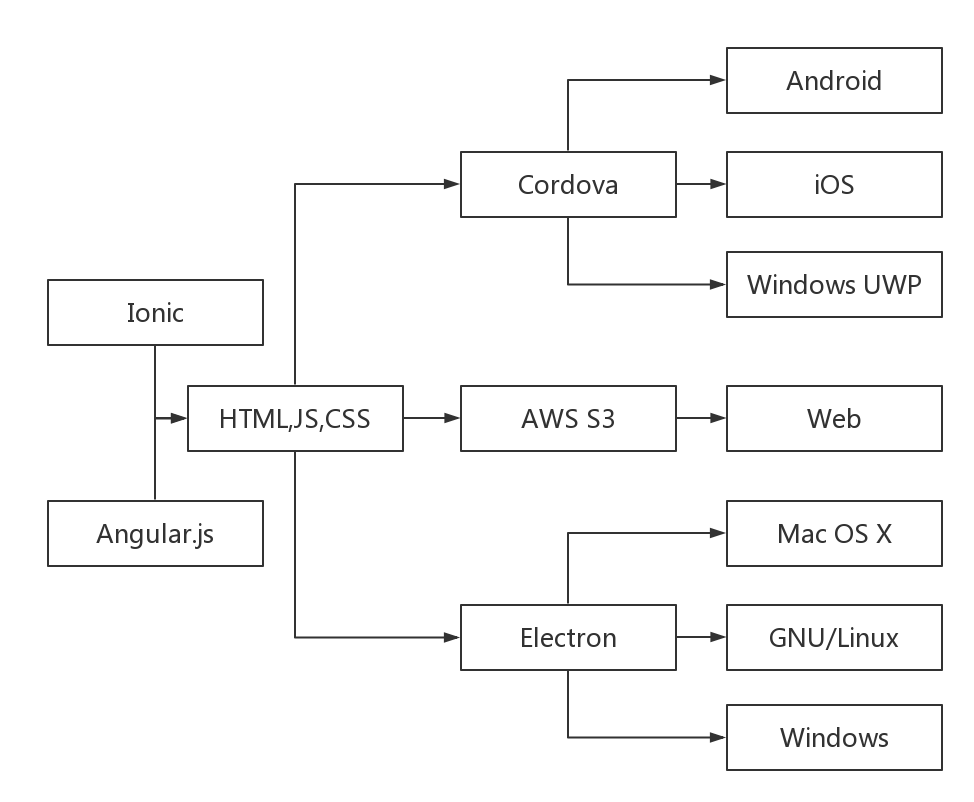 Android
Cordova
iOS
Windows UWP
Ionic
HTML,JS,CSS
AWS S3
Web
Angular.js
Mac OS X
Electron
GNU/Linux
Windows